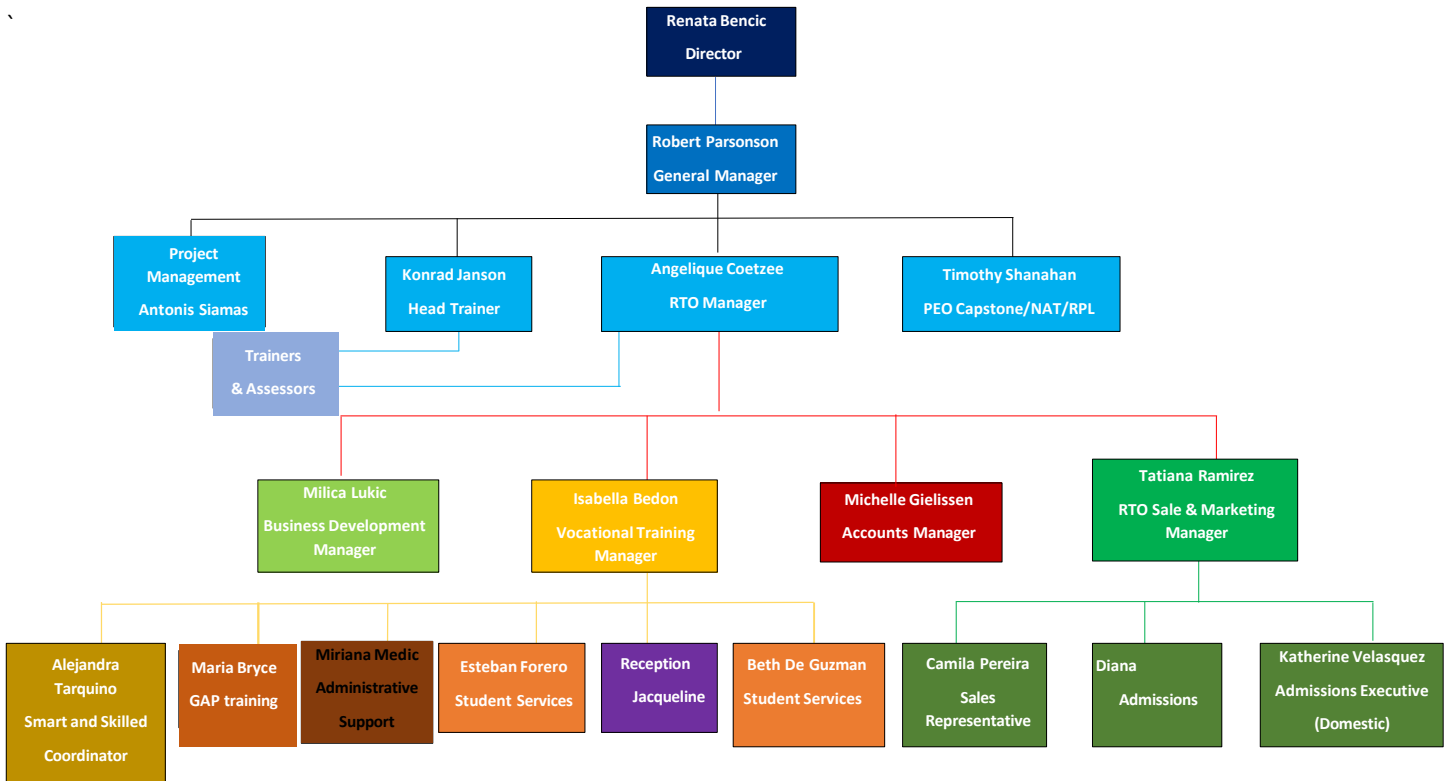 `
Renata Bencic
Director
Robert Parsonson
General Manager
Project
Management
Antonis Siamas
Konrad Janson
Head Trainer
Angelique Coetzee
RTO Manager
Timothy Shanahan
PEO Capstone/NAT/RPL
Trainers
& Assessors
Milica Lukic
Business Development
Manager
Isabella Bedon
Vocational Training
Manager
Michelle Gielissen
Accounts Manager
Tatiana Ramirez
RTO Sale & Marketing
Manager
Alejandra
Tarquino
Smart and Skilled
Coordinator
Maria Bryce
GAP training
Miriana Medic
Administrative
Support
Esteban Forero
Student Services
Reception
Jacqueline
Beth De Guzman
Student Services
Camila Pereira
Sales
Representative
Diana
Admissions
Katherine Velasquez
Admissions Executive
(Domestic)